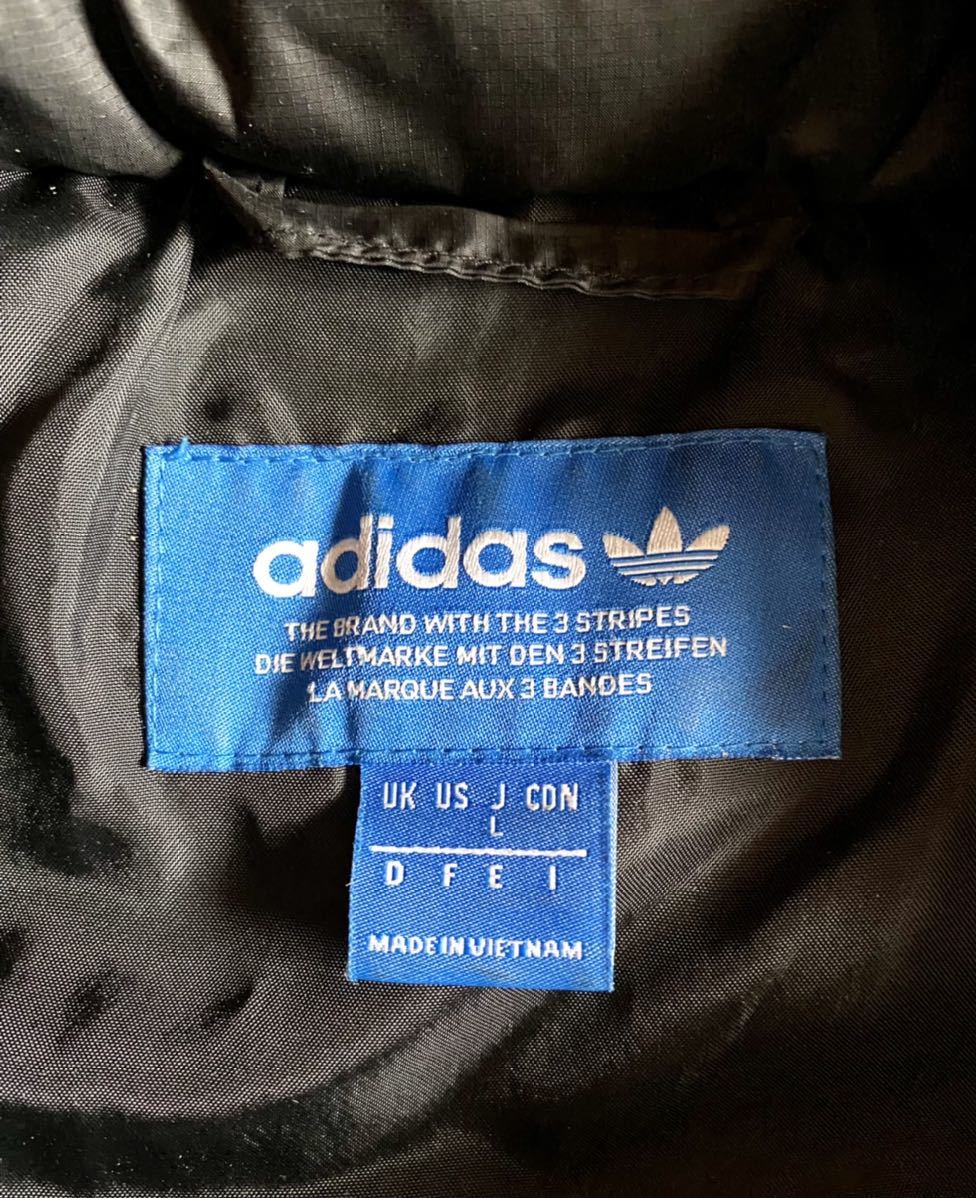 adidas
THE BRAND WITH THE 3 STRIPES
DIE WELTMARKE MIT DEN 3 STREIFEN
LA MARQUE AUX 3 BANDES
UK US J CDN
L
D F E I
MADE IN VIETNAM